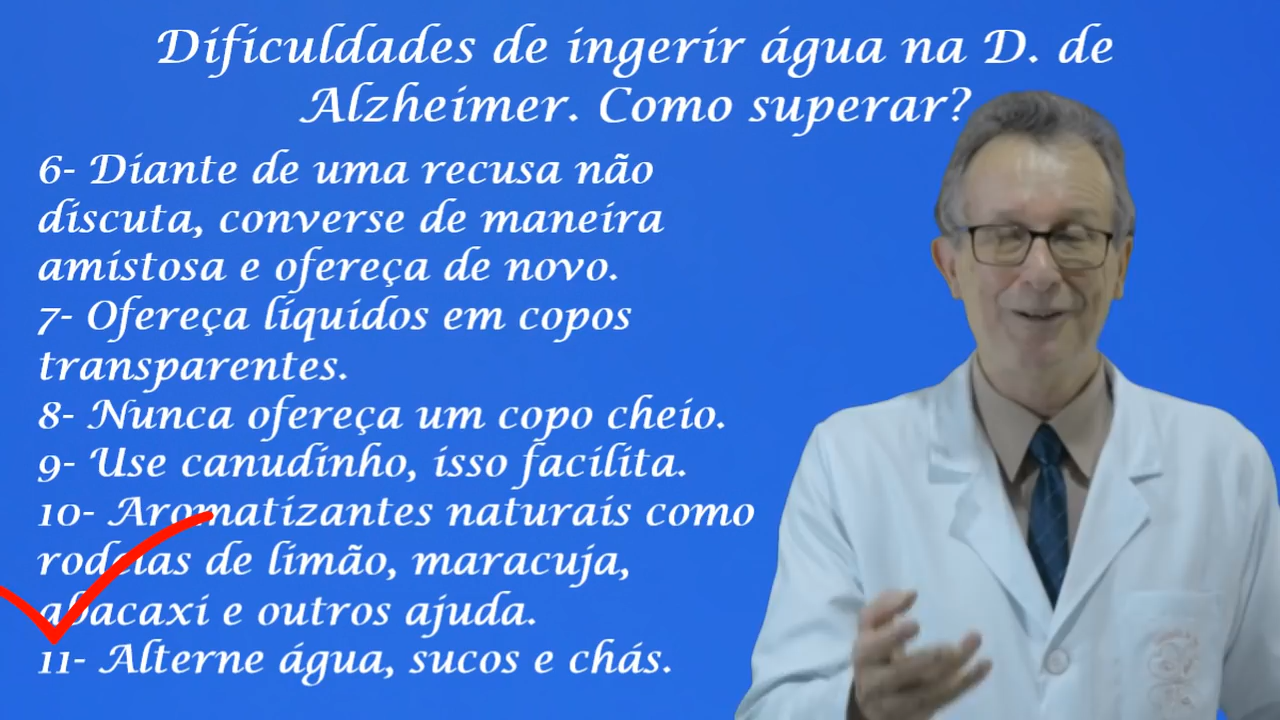 Dificuldades de ingerir água na D. de
Alzheimer. Como superar?
6- Diante de uma recusa não
discuta, converse de maneira
amistosa e ofereça de novo.
7- Ofereça líquidos em copos
transparentes.
8- Nunca ofereça um copo cheio.
9- Use canudinho, isso facilita.
10- Aromatizantes naturais como
rodelas de limão, maracuja,
abacaxi e outros ajuda.
11- Alterne água, sucos e chás.